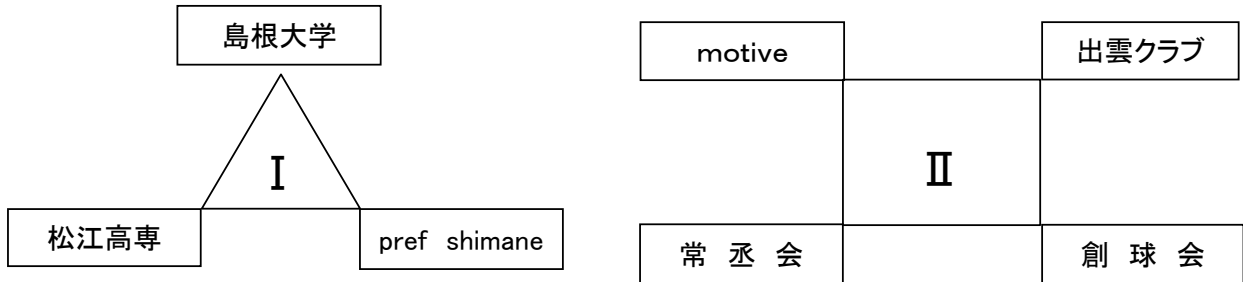 島根大学
Ⅰ
松江高専
pref shimane
motive
出雲クラブ
Ⅱ
常 丞 会
創 球 会